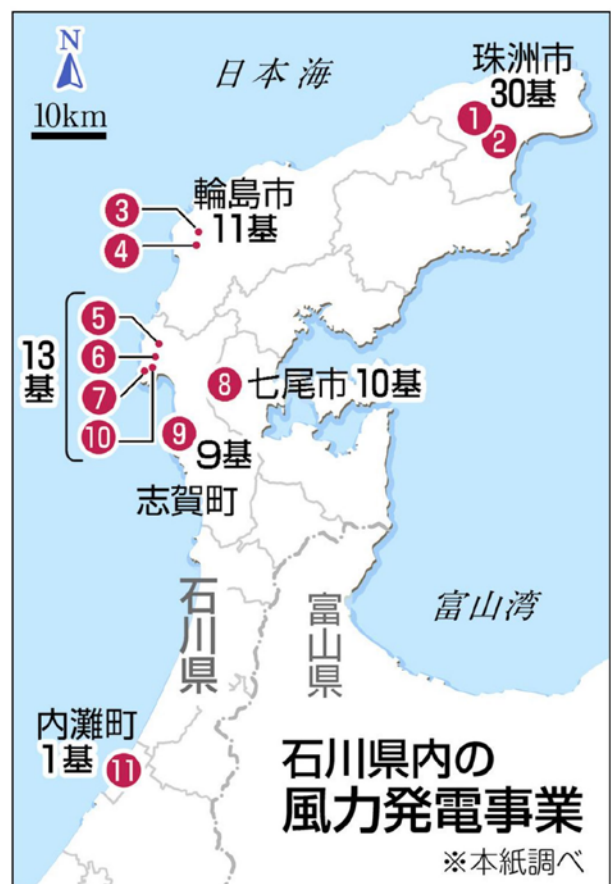 N
10km
日本海
珠洲市
30基
1
2
輪島市
11基
3
4
13
基
5
6
7
10
8
七尾市 10基
9
9基
志賀町
石川県
富山県
富山湾
内灘町
1基
11
石川県内の
風力発電事業
※本紙調べ